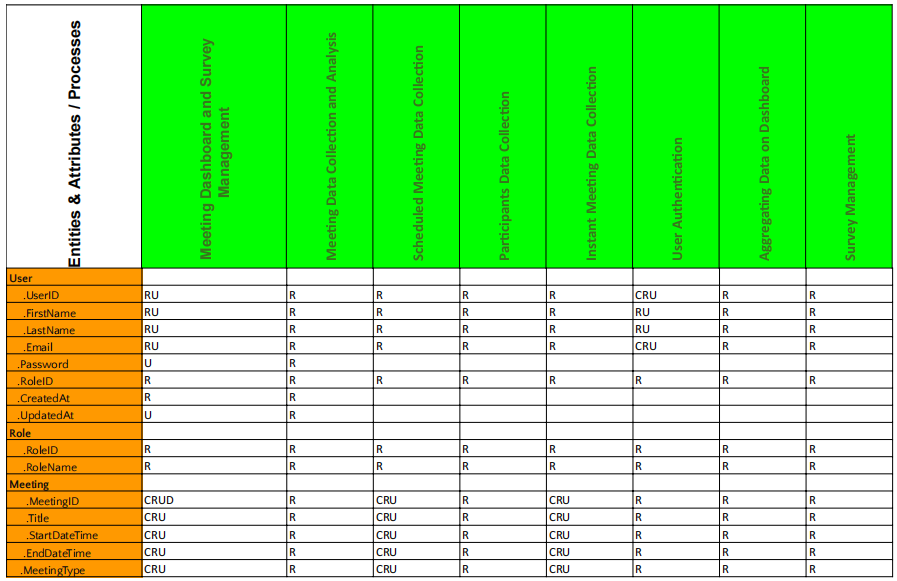 Entities & Attributes / Processes
Meeting Dashboard and Survey
Management
Meeting Data Collection and Analysis
Scheduled Meeting Data Collection
Participants Data Collection
Instant Meeting Data Collection
User Authentication
Aggregating Data on Dashboard
Survey Management
User
.UserID RU R R R R CRU R R
.FirstName RU R R R R RU R R
.LastName RU R R R R RU R R
.Email RU R R R R CRU R R
.Password U R
.RoleID R R R R R R R R
.CreatedAt R R
.UpdatedAt U R
Role
.RoleID R R R R R R R R
.RoleName R R R R R R R R
Meeting
.MeetingID CRUD R CRU R CRU R R R
.Title CRU R CRU R CRU R R R
.StartDateTime CRU R CRU R CRU R R R
.EndDateTime CRU R CRU R CRU R R R
.MeetingType CRU R CRU R CRU R R R